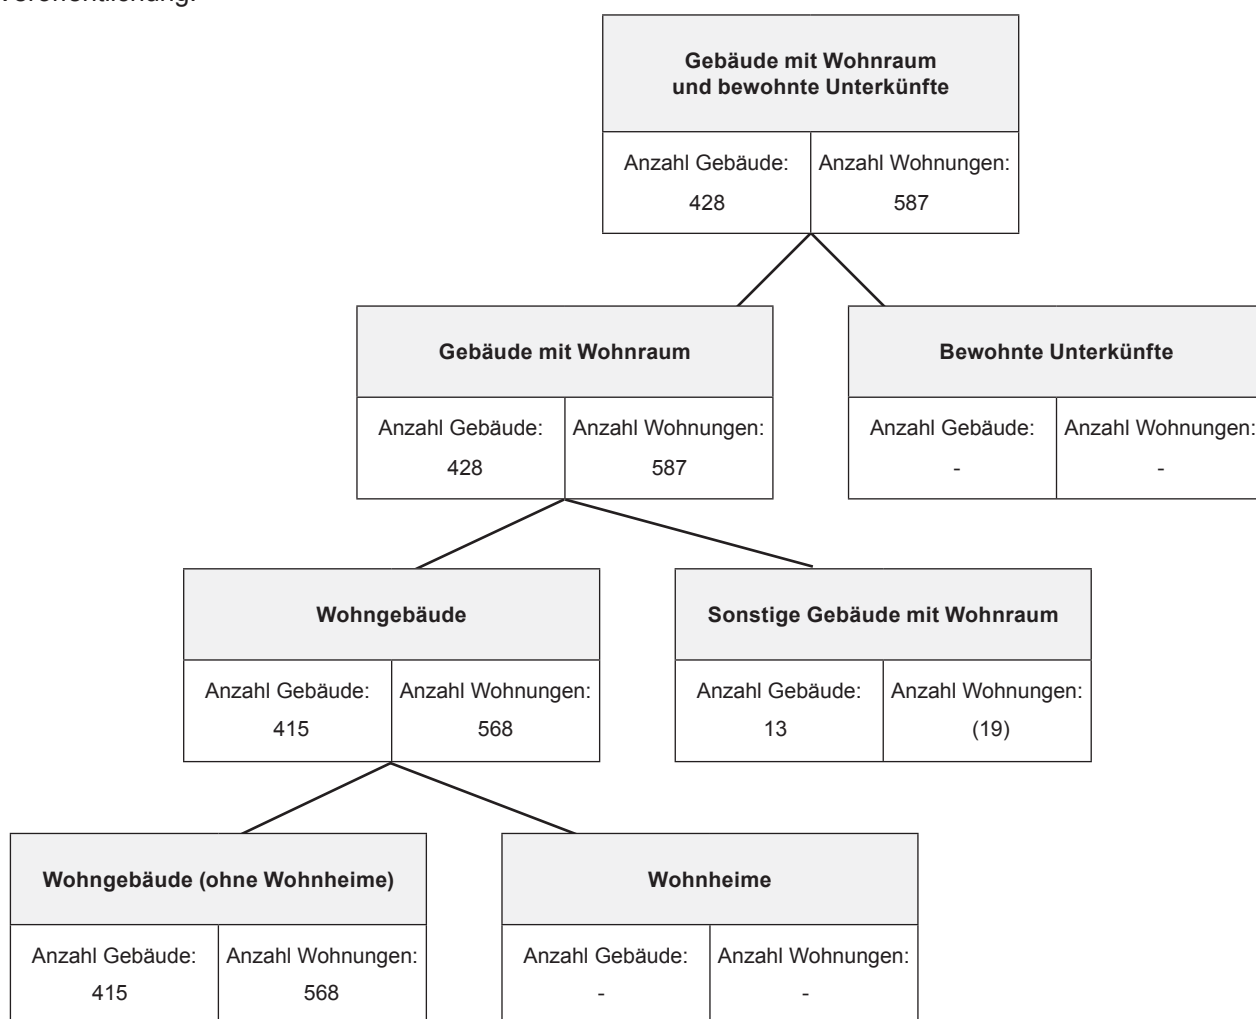 Veröffentlichung.
Gebäude mit Wohnraum
und bewohnte Unterkünfte
Anzahl Gebäude: Anzahl Wohnungen:
428 587
Gebäude mit Wohnraum
Bewohnte Unterkünfte
Anzahl Gebäude: Anzahl Wohnungen:
428 587
Anzahl Gebäude: Anzahl Wohnungen:
- -
Wohngebäude
Sonstige Gebäude mit Wohnraum
Anzahl Gebäude: Anzahl Wohnungen:
415 568
Anzahl Gebäude: Anzahl Wohnungen:
13 (19)
Wohngebäude (ohne Wohnheime)
Wohnheime
Anzahl Gebäude: Anzahl Wohnungen:
415 568
Anzahl Gebäude: Anzahl Wohnungen:
- -